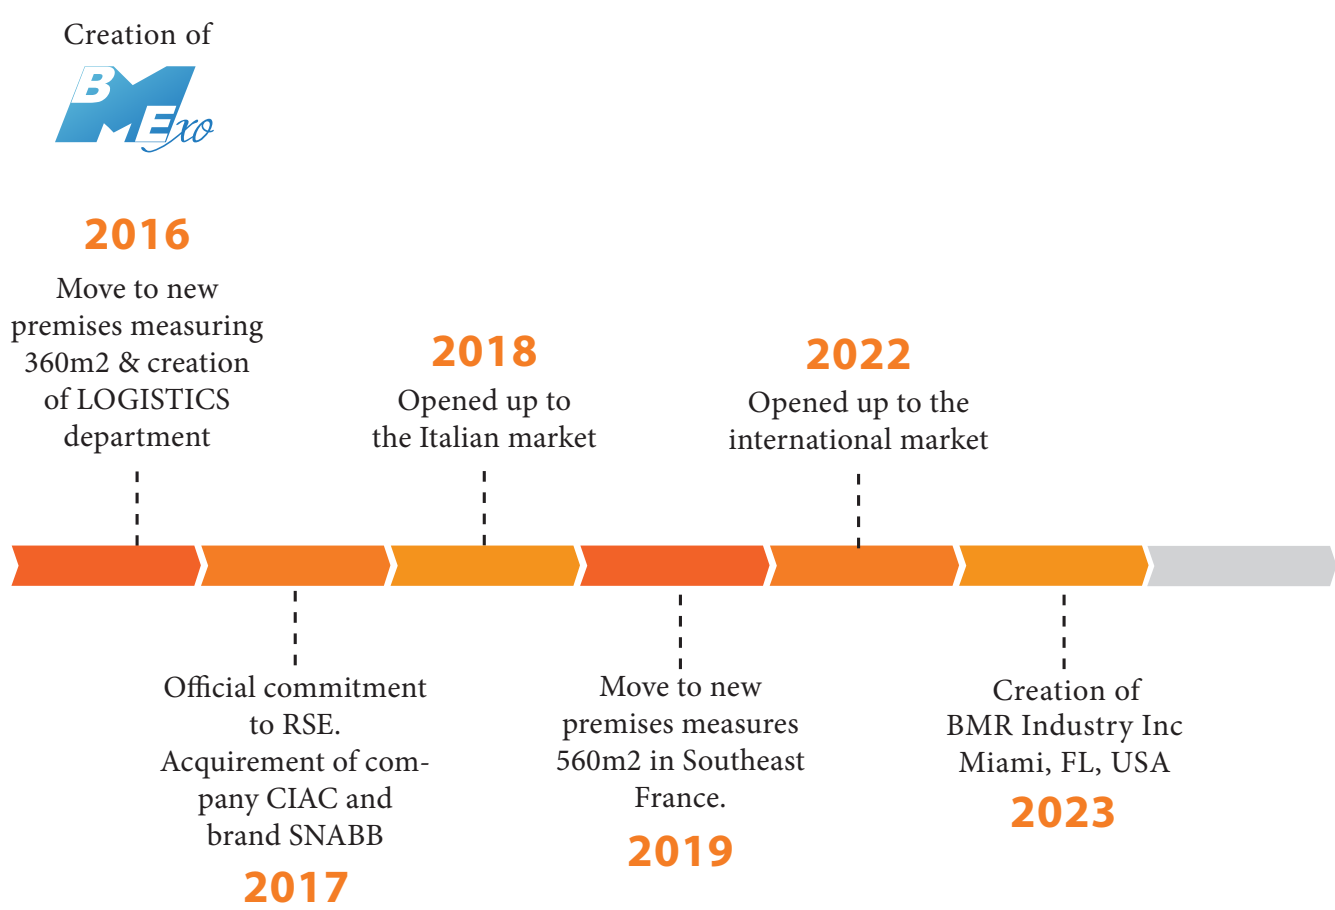 Creation of
BMExo
2016
Move to new
premises measuring
360m2 & creation
of LOGISTICS
department
Official commitment
to RSE.
Acquirement of com-
pany CIAC and
brand SNABB
2017
2018
Opened up to
the Italian market
Move to new
premises measures
560m2 in Southeast
France.
2019
2022
Opened up to the
international market
Creation of
BMR Industry Inc
Miami, FL, USA
2023